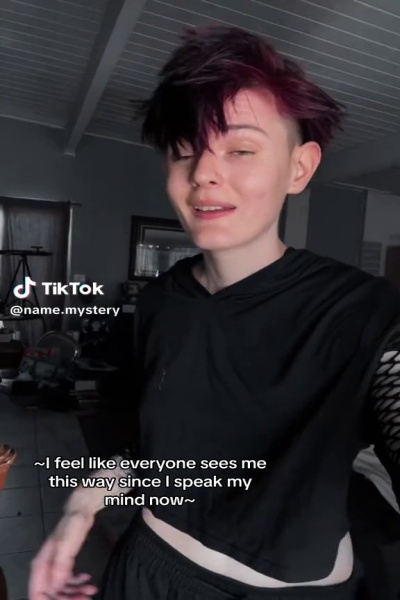 TikTok
@name.mystery
~I feel like everyone sees me
this way since I speak my
mind now~